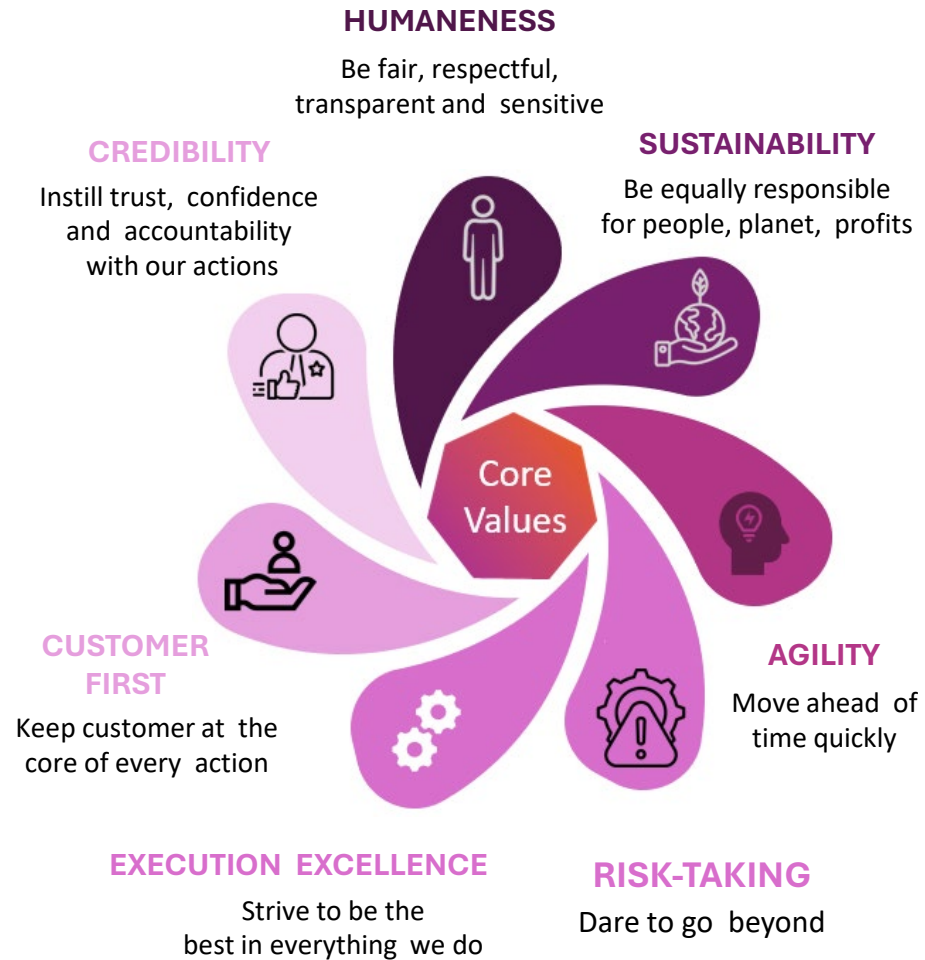 HUMANENESS
Be fair, respectful,
transparent and sensitive
SUSTAINABILITY
Be equally responsible
for people, planet, profits
CREDIBILITY
Instill trust, confidence
and accountability
with our actions
Core
Values
AGILITY
Move ahead of
time quickly
CUSTOMER
FIRST
Keep customer at the
core of every action
EXECUTION EXCELLENCE
Strive to be the
best in everything we do
RISK-TAKING
Dare to go beyond